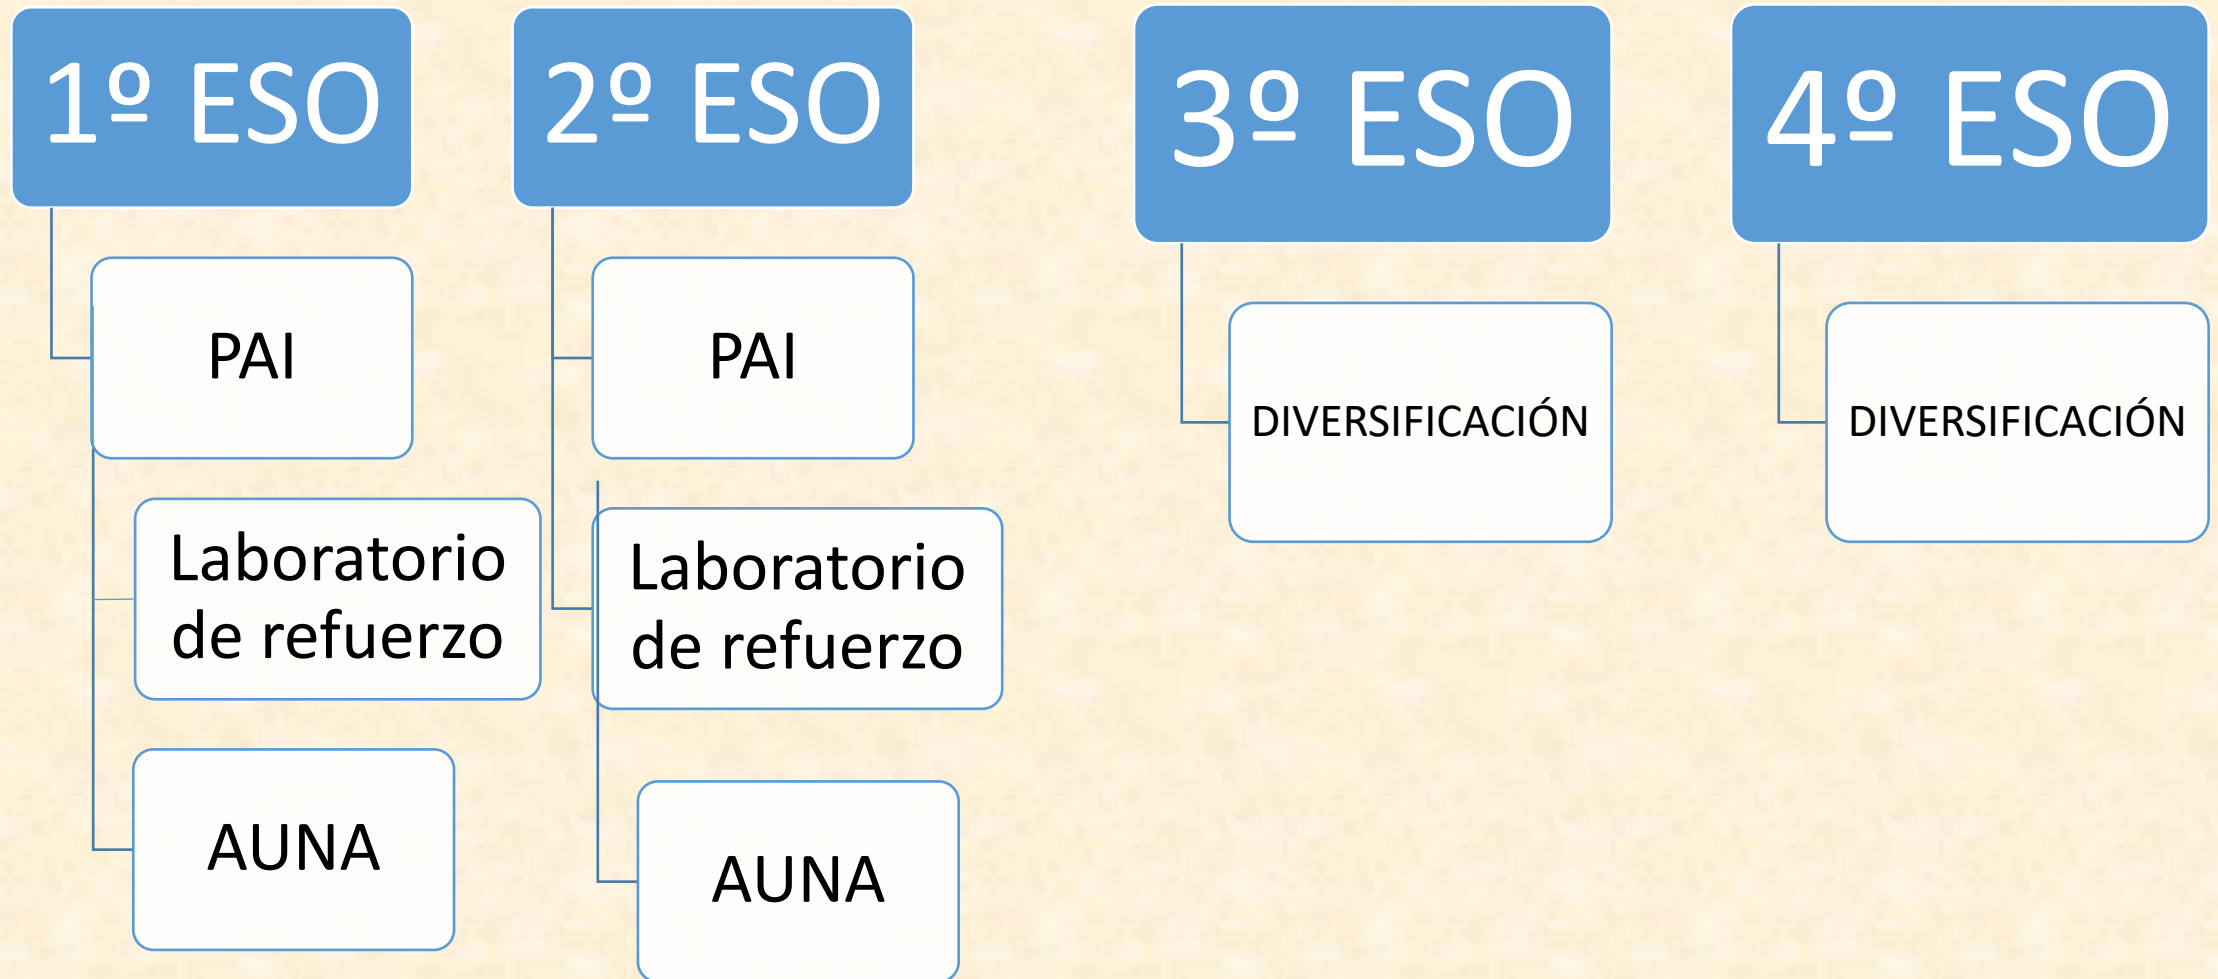 1º ESO
PAI
Laboratorio
de refuerzo
AUNA
2º ESO
PAI
Laboratorio
de refuerzo
AUNA
3º ESO
DIVERSIFICACIÓN
4º ESO
DIVERSIFICACIÓN